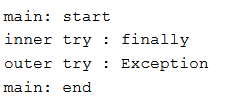 main: start
inner try : finally
outer try : Exception
main: end